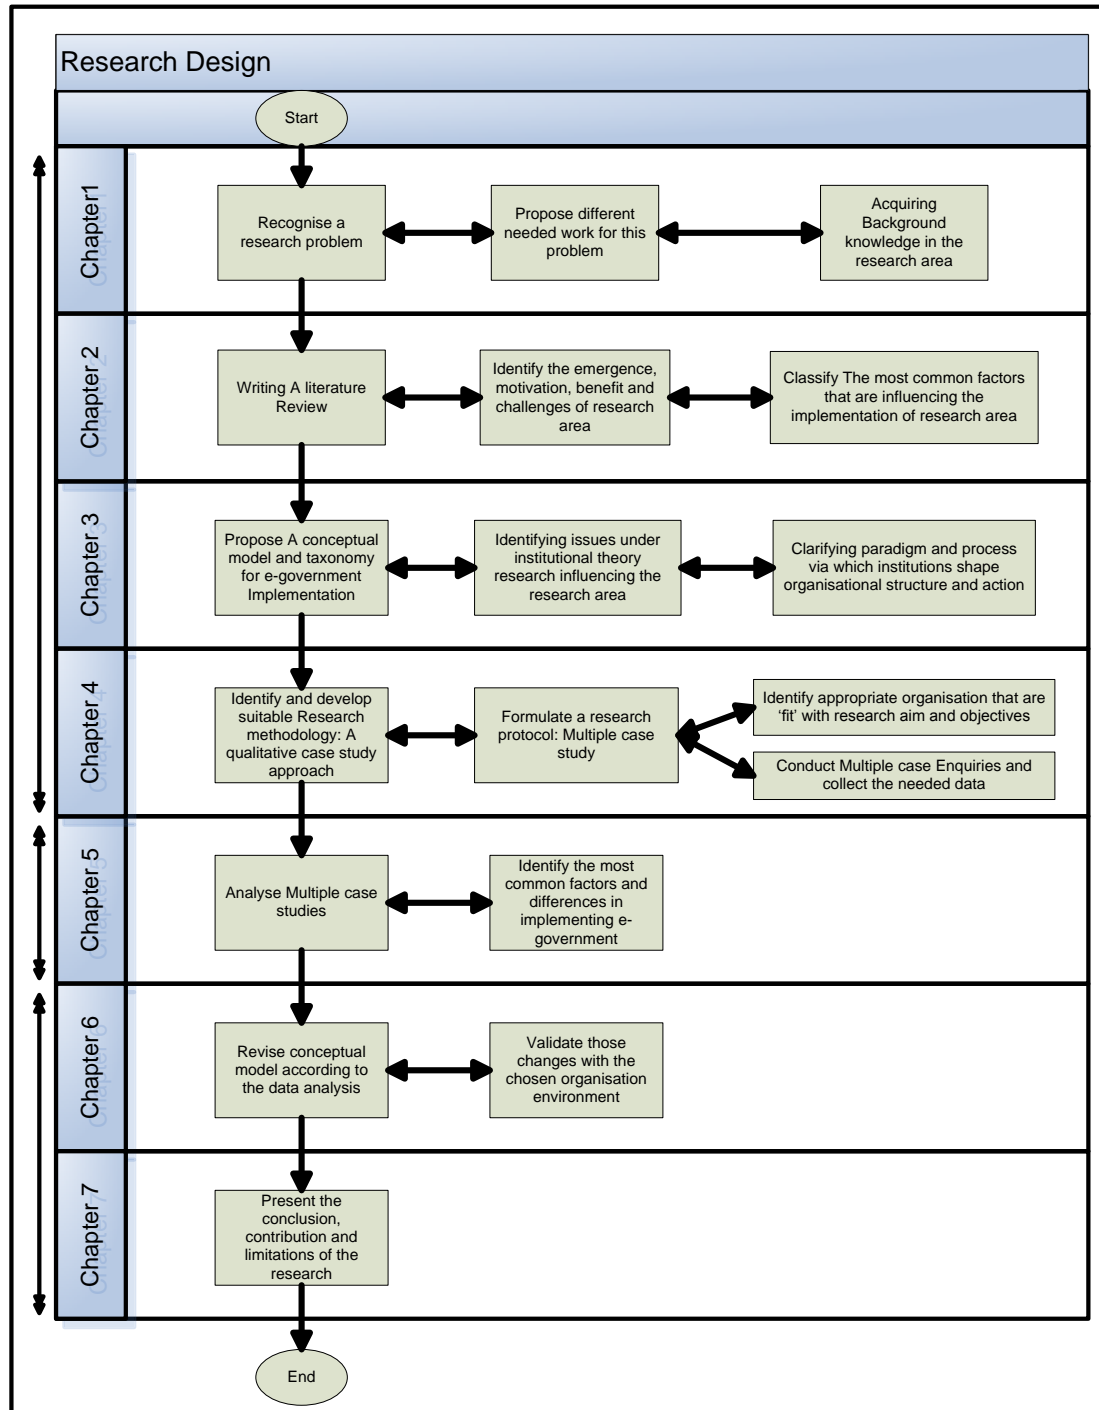 Research Design
Start
Chapter1
Recognise a
research problem
Propose different
needed work for this
problem
Acquiring
Background
knowledge in the
research area
Chapter 2
Writing A literature
Review
Identify the emergence,
motivation, benefit and
challenges of research
area
Classify The most common factors
that are influencing the
implementation of research area
Chapter 3
Propose A conceptual
model and taxonomy
for e-government
Implementation
Identifying issues under
institutional theory
research influencing the
research area
Clarifying paradigm and process
via which institutions shape
organisational structure and action
Chapter 4
Identify and develop
suitable Research
methodology: A
qualitative case study
approach
Formulate a research
protocol: Multiple case
study
Identify appropriate organisation that are
‘fit’ with research aim and objectives
Conduct Multiple case Enquiries and
collect the needed data
Chapter 5
Analyse Multiple case
studies
Identify the most
common factors and
differences in
implementing e-
government
Chapter 6
Revise conceptual
model according to
the data analysis
Validate those
changes with the
chosen organisation
environment
Chapter 7
Present the
conclusion,
contribution and
limitations of the
research
End